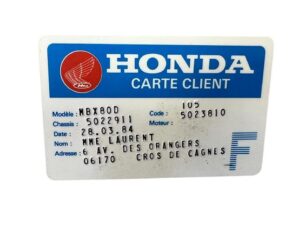 HONDA
CARTE CLIENT
Modèle : MBX80D Code : 105
Chassis : 5022911 Moteur : 5023810
Date : 28.03.84
Nom : MME LAURENT
Adresse : 6 AV. DES ORANGERS
06170 CROS DE CAGNES
F